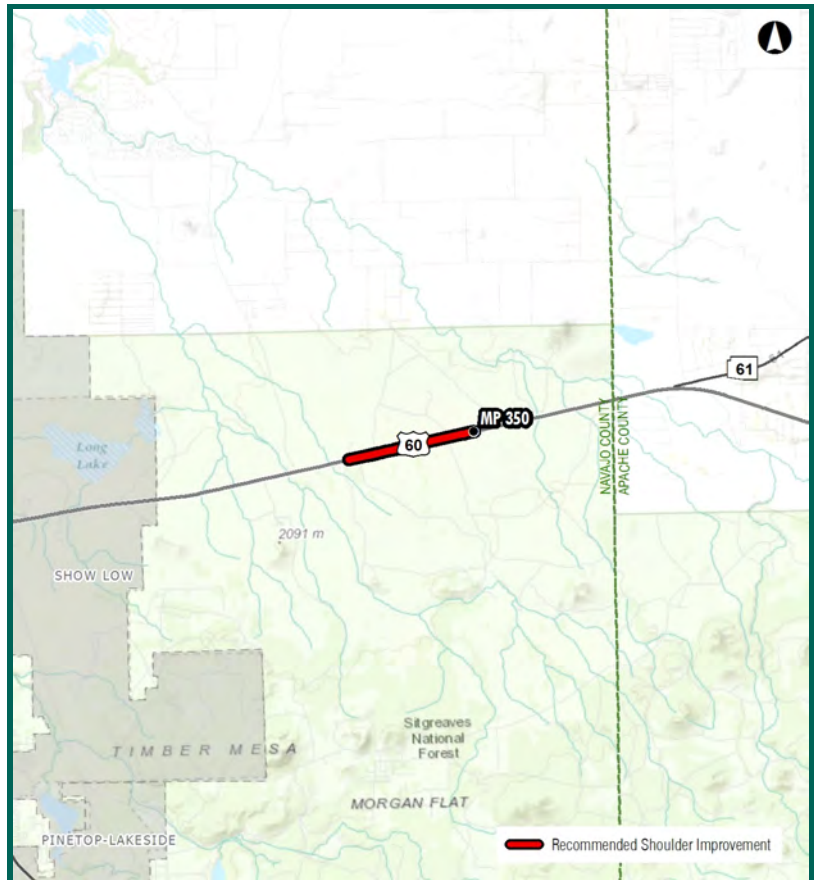 61
MP 350
60
NAVAJO COUNTY
APACHE COUNTY
Long
Lake
2091 m
SHOW LOW
Sitgreaves
National
Forest
TIMBER MESA
MORGAN FLAT
PINETOP-LAKESIDE
Recommended Shoulder Improvement